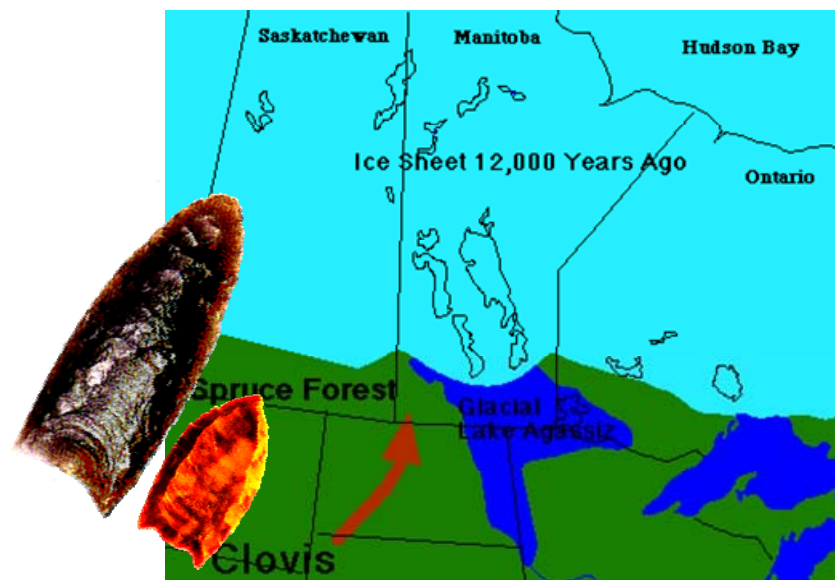 Saskatchewan
Manitoba
Hudson Bay
Ice Sheet 12,000 Years Ago
Ontario
Spruce Forest
Glacial
Lake Agassiz
Clovis